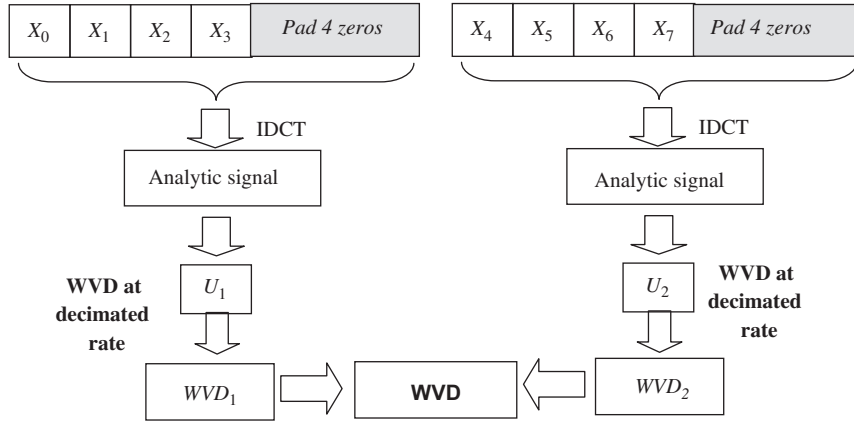 X0 X1 X2 X3 Pad 4 zeros
X4 X5 X6 X7 Pad 4 zeros
IDCT
IDCT
Analytic signal
Analytic signal
WVD at
decimated
rate
U1
U2
WVD at
decimated
rate
WVD1
WVD
WVD2